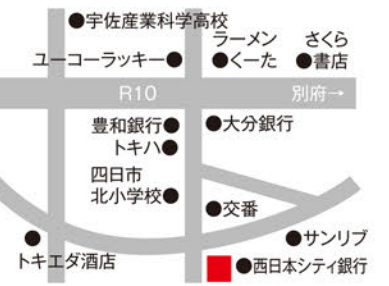 宇佐産業科学高校
ラーメン
くーた
さくら
書店
ユーコーラッキー
R10
別府→
豊和銀行
大分銀行
トキハ
四日市
北小学校
交番
サンリブ
トキエダ酒店
西日本シティ銀行